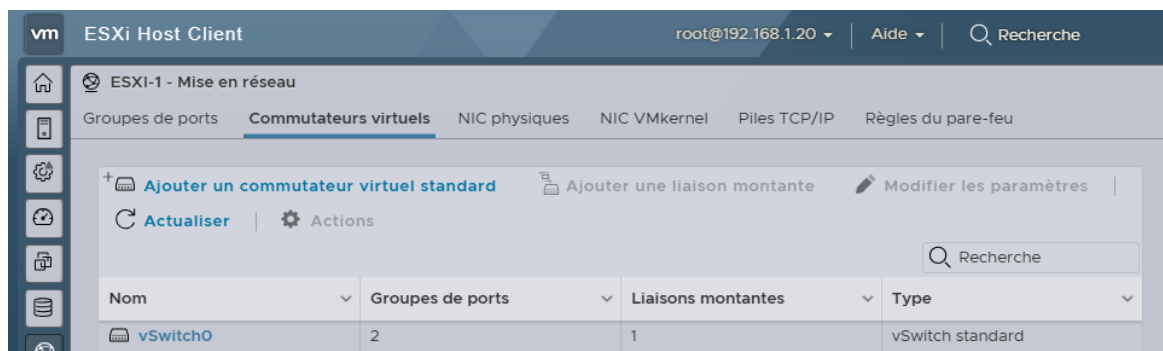 vm ESXi Host Client root@192.168.1.20 Aide Recherche
ESXI-1 - Mise en réseau
Groupes de ports Commutateurs virtuels NIC physiques NIC VMkernel Piles TCP/IP Règles du pare-feu
Ajouter un commutateur virtuel standard Ajouter une liaison montante Modifier les paramètres
Actualiser Actions
Recherche
Nom Groupes de ports Liaisons montantes Type
vSwitch0 2 1 vSwitch standard